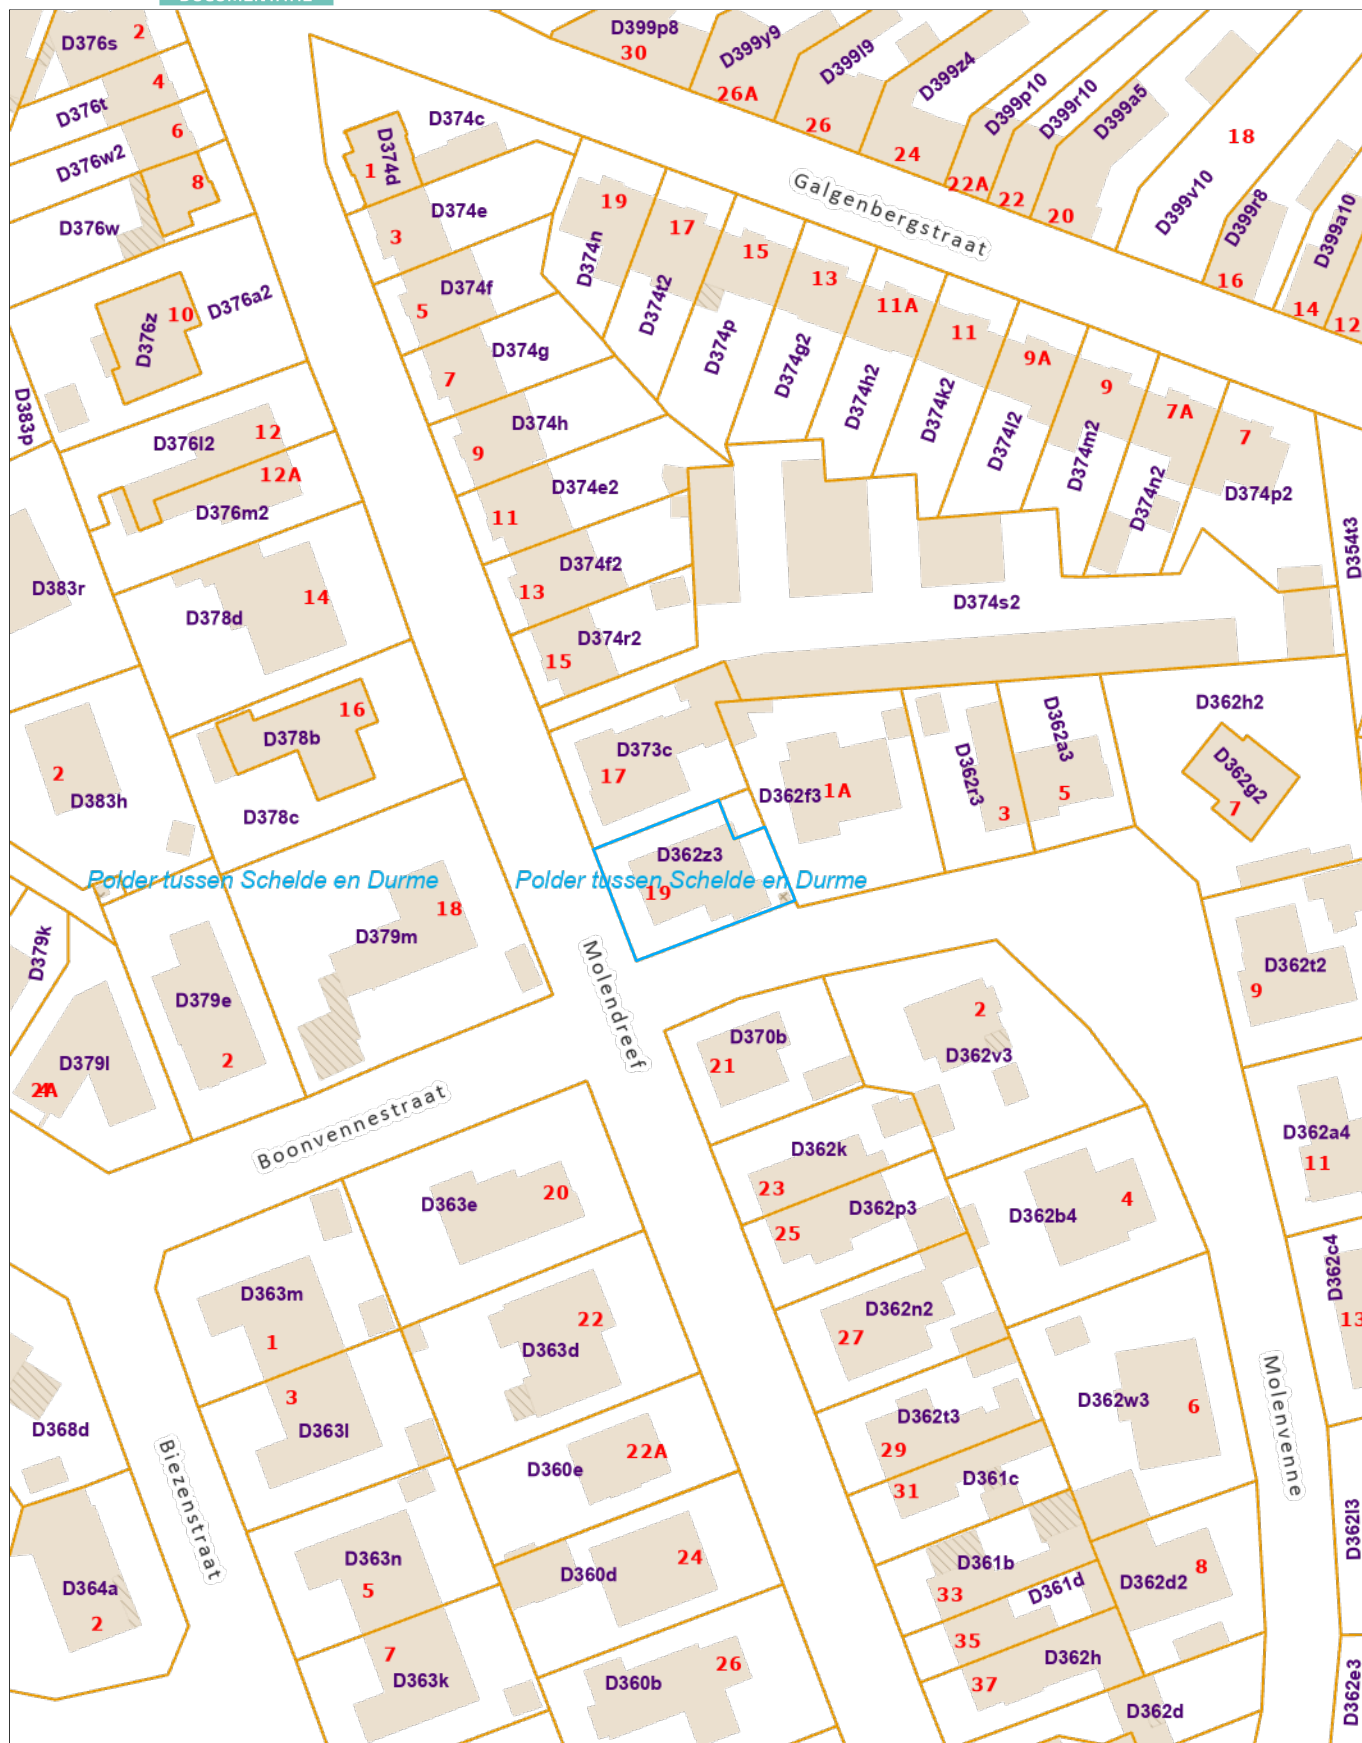 D376s
2
D376t
4
D376w2
6
D376w
8
D374c
D374d
1
D374e
3
D374f
5
D374g
7
D374h
9
D374e2
11
D374f2
13
D374r2
15
D399p8
30
D399y9
26A
D399l9
26
D399z4
24
D399p10
22A
D399r10
22
D399a5
20
D399v10
18
D399r8
16
D399a10
14
12
Galgenbergstraat
D374n
19
D374t2
17
D374p
15
D374g2
13
D374h2
11A
D374k2
11
D374l2
9A
D374m2
9
D374n2
7A
D374p2
7
D354t3
D374s2
D376z
10
D376a2
D383p
D376l2
12
D376m2
12A
D383r
D378d
14
D378b
16
D378c
D383h
2
D373c
17
D362f3
1A
D362r3
3
D362a3
5
D362h2
D362g2
7
D362z3
19
Polder tussen Schelde en Durme
Polder tussen Schelde en Durme
D379k
D379e
2
D379m
18
D379l
Molendreef
D370b
21
D362v3
2
D362t2
9
D362a4
11
D362c4
13
Boonvennestraat
D362k
23
D362p3
25
D362b4
4
D363e
20
D363m
1
D363d
22
D362n2
27
D363l
3
D368d
D362t3
29
D362w3
6
D360e
22A
D361c
31
Molenvenne
D362l3
Biezenstraat
D363n
5
D360d
24
D361b
33
D361d
35
D362d2
8
D364a
2
D363k
7
D360b
26
D362h
37
D362d
D362e3